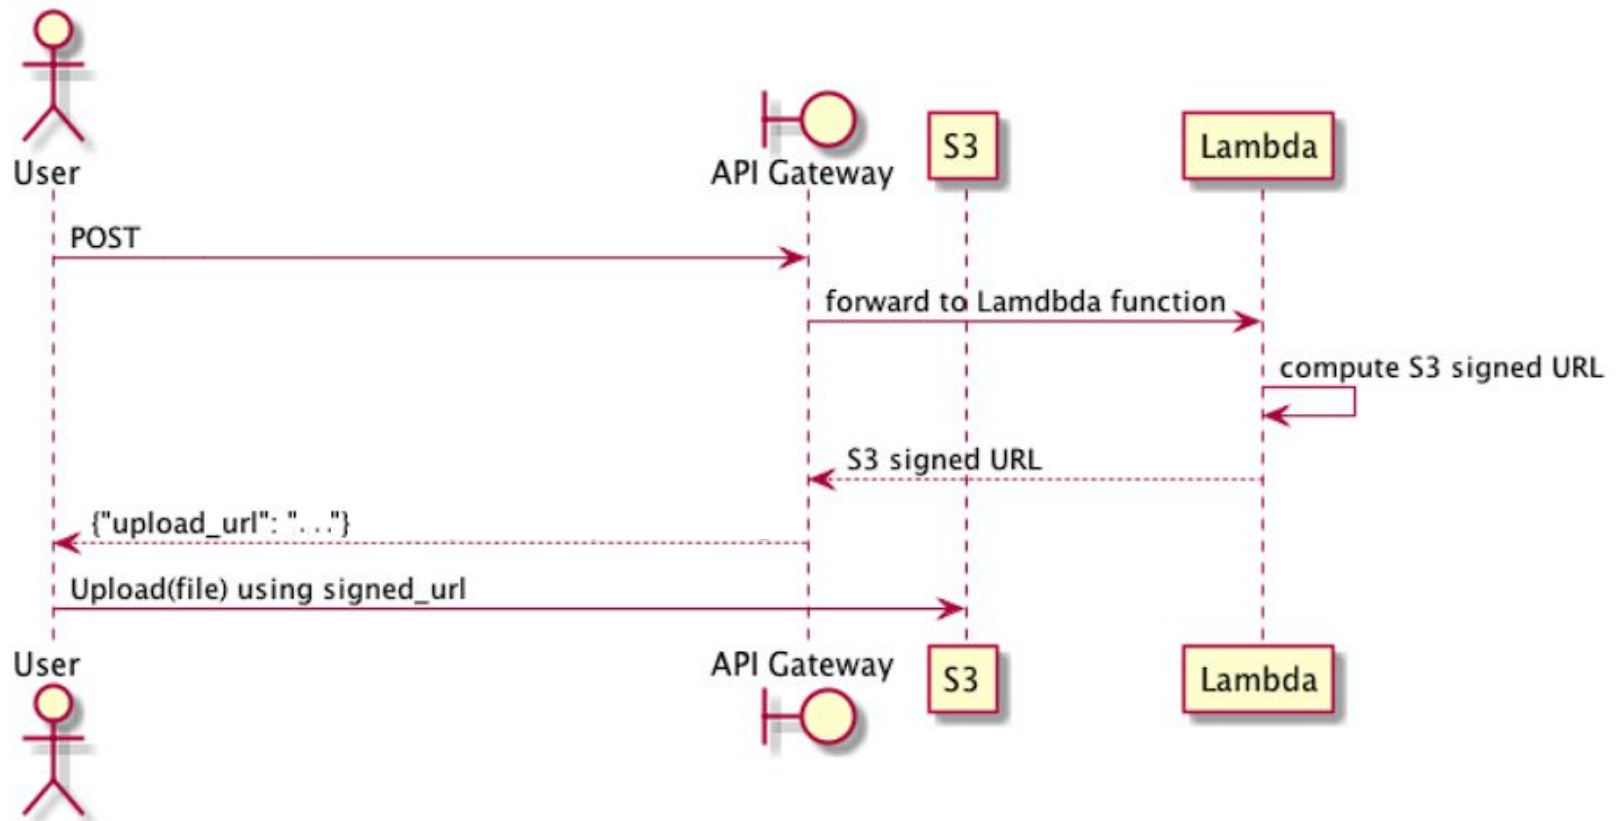 User
API Gateway
S3
Lambda
POST
forward to Lamdbda function
compute S3 signed URL
S3 signed URL
{"upload_url": "..."}
Upload(file) using signed_url
User
API Gateway
S3
Lambda